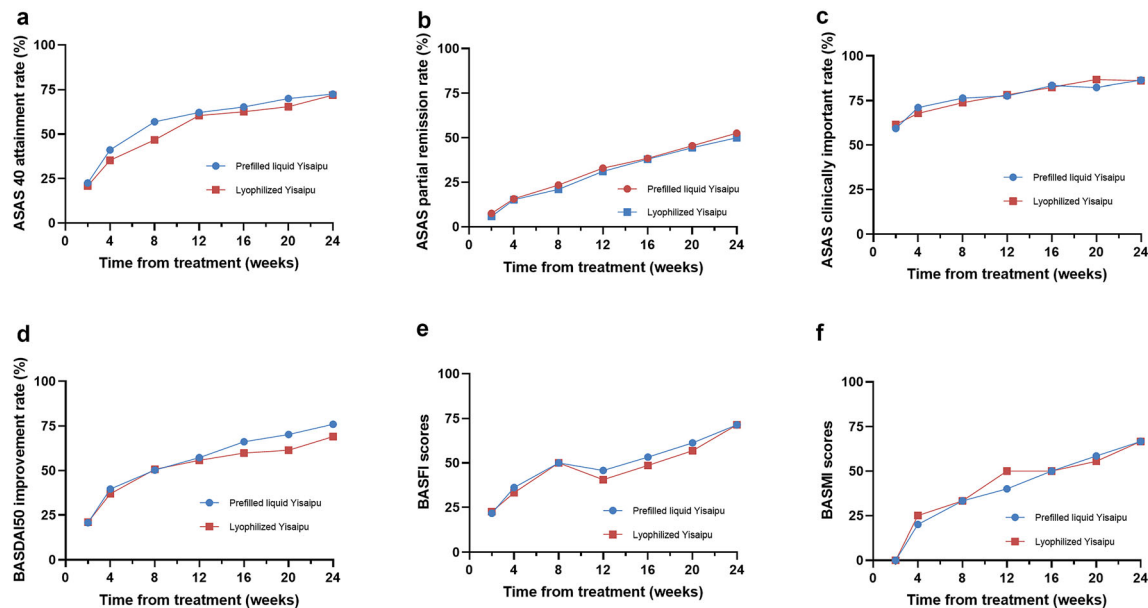 a
ASAS 40 attainment rate (%)
100
75
50
25
0
0 4 8 12 16 20 24
Time from treatment (weeks)
Prefilled liquid Yisaipu
Lyophilized Yisaipu
b
ASAS partial remission rate (%)
100
75
50
25
0
0 4 8 12 16 20 24
Time from treatment (weeks)
Prefilled liquid Yisaipu
Lyophilized Yisaipu
c
ASAS clinically important rate (%)
100
75
50
25
0
0 4 8 12 16 20 24
Time from treatment (weeks)
Prefilled liquid Yisaipu
Lyophilized Yisaipu
d
BASDAI50 improvement rate (%)
100
75
50
25
0
0 4 8 12 16 20 24
Time from treatment (weeks)
Prefilled liquid Yisaipu
Lyophilized Yisaipu
e
BASFI scores
100
75
50
25
0
0 4 8 12 16 20 24
Time from treatment (weeks)
Prefilled liquid Yisaipu
Lyophilized Yisaipu
f
BASMI scores
100
75
50
25
0
0 4 8 12 16 20 24
Time from treatment (weeks)
Prefilled liquid Yisaipu
Lyophilized Yisaipu